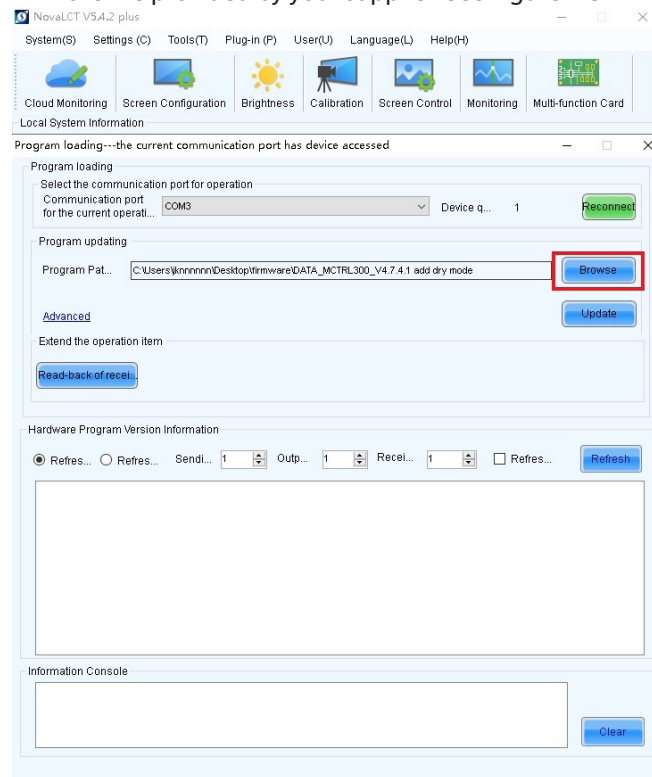 NovaLCT V5.4.2 plus
System(S) Settings (C) Tools(T) Plug-in (P) User(U) Language(L) Help(H)
Cloud Monitoring Screen Configuration Brightness Calibration Screen Control Monitoring Multi-function Card
Local System Information
Program loading---the current communication port has device accessed
Program loading
Select the communication port for operation
Communication port
for the current operati...
COM3
Device q... 1
Reconnect
Program updating
Program Pat... C:\Users\jknnnnnn\Desktop\firmware\DATA_MCTRL300_V4.7.4.1 add dry mode Browse
Advanced Update
Extend the operation item
Read-back of recei...
Hardware Program Version Information
Refres... Refres... Sendi... 1 Outp... 1 Recei... 1 Refres... Refresh
Information Console
Clear